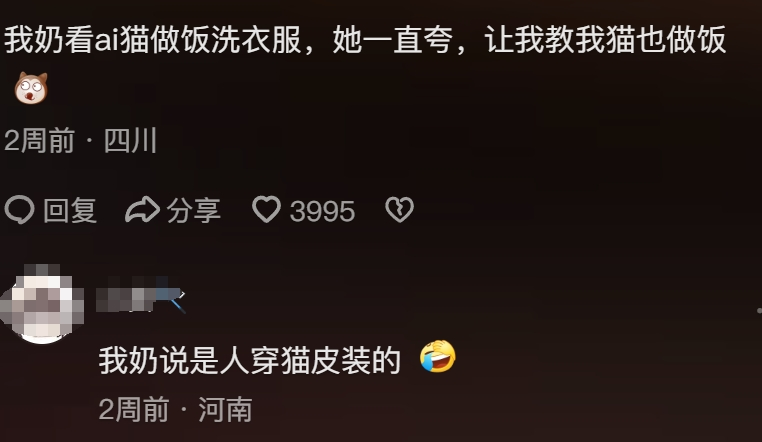 我奶看ai猫做饭洗衣服，她一直夸，让我教我猫也做饭
2周前 · 四川
回复 分享 3995
我奶说是人穿猫皮装的 🤣
2周前 · 河南